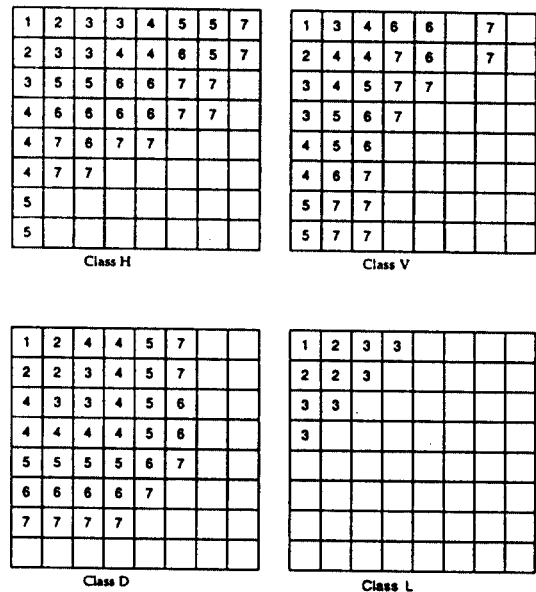 1 2 3 3 4 5 5 7
2 3 3 4 4 6 5 7
3 5 5 6 6 7 7
4 6 6 6 6 7 7
4 7 6 7 7
4 7 7
5
5
Class H
1 3 4 6 6 7
2 4 4 7 6 7
3 4 5 7 7
3 5 6 7
4 5 6
4 6 7
5 7 7
5 7 7
Class V
1 2 4 4 5 7
2 2 3 4 5 7
4 3 3 4 5 6
4 4 4 4 5 6
5 5 5 5 6 7
6 6 6 6 7
7 7 7 7
Class D
1 2 3 3
2 2 3
3 3
3
Class L